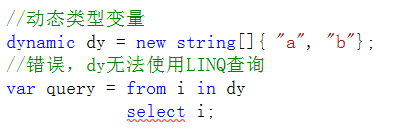 //动态类型变量
dynamic dy = new string[]{ "a", "b"};
//错误，dy无法使用LINQ查询
var query = from i in dy
            select i;